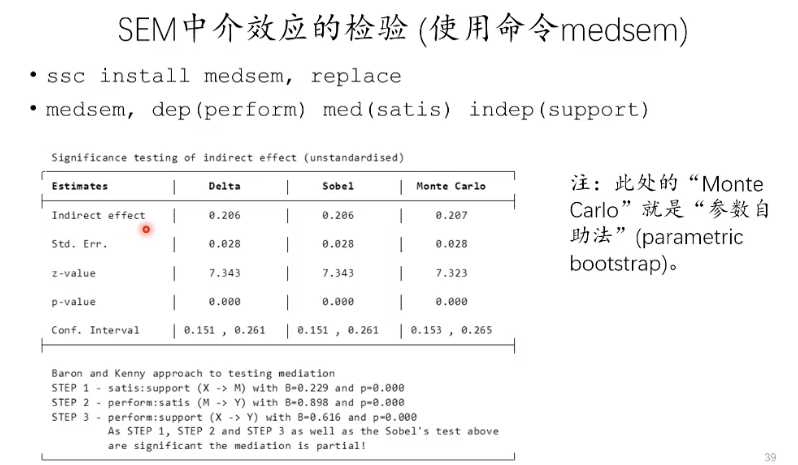 SEM中介效应的检验 (使用命令medsem)
• ssc install medsem, replace
• medsem, dep(perform) med(satis) indep(support)
Significance testing of indirect effect (unstandardised)
Estimates | Delta | Sobel | Monte Carlo
Indirect effect | 0.206 | 0.206 | 0.207
Std. Err. | 0.028 | 0.028 | 0.028
z-value | 7.343 | 7.343 | 7.323
p-value | 0.000 | 0.000 | 0.000
Conf. Interval | 0.151 , 0.261 | 0.151 , 0.261 | 0.153 , 0.265
注：此处的“Monte
Carlo”就是“参数自
助法”(parametric
bootstrap)。
Baron and Kenny approach to testing mediation
STEP 1 - satis:support (X -> M) with B=0.229 and p=0.000
STEP 2 - perform:satis (M -> Y) with B=0.898 and p=0.000
STEP 3 - perform:support (X -> Y) with B=0.616 and p=0.000
As STEP 1, STEP 2 and STEP 3 as well as the Sobel's test above
are significant the mediation is partial!
39